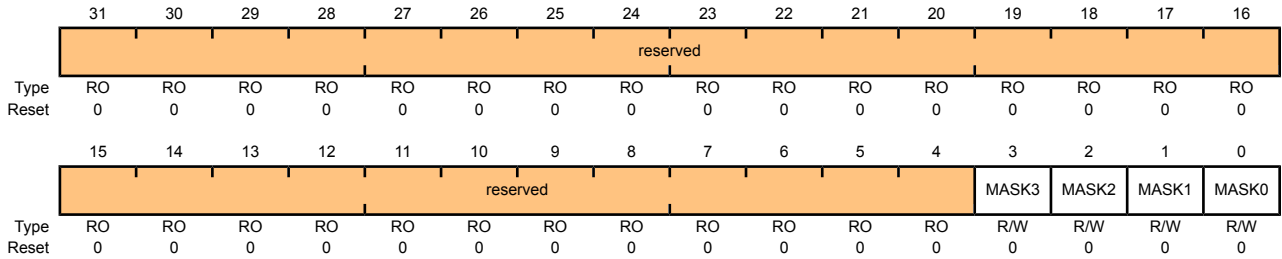 31 30 29 28 27 26 25 24 23 22 21 20 19 18 17 16
reserved
Type RO RO RO RO RO RO RO RO RO RO RO RO RO RO RO RO
Reset 0 0 0 0 0 0 0 0 0 0 0 0 0 0 0 0
15 14 13 12 11 10 9 8 7 6 5 4 3 2 1 0
reserved MASK3 MASK2 MASK1 MASK0
Type RO RO RO RO RO RO RO RO RO RO RO RO R/W R/W R/W R/W
Reset 0 0 0 0 0 0 0 0 0 0 0 0 0 0 0 0